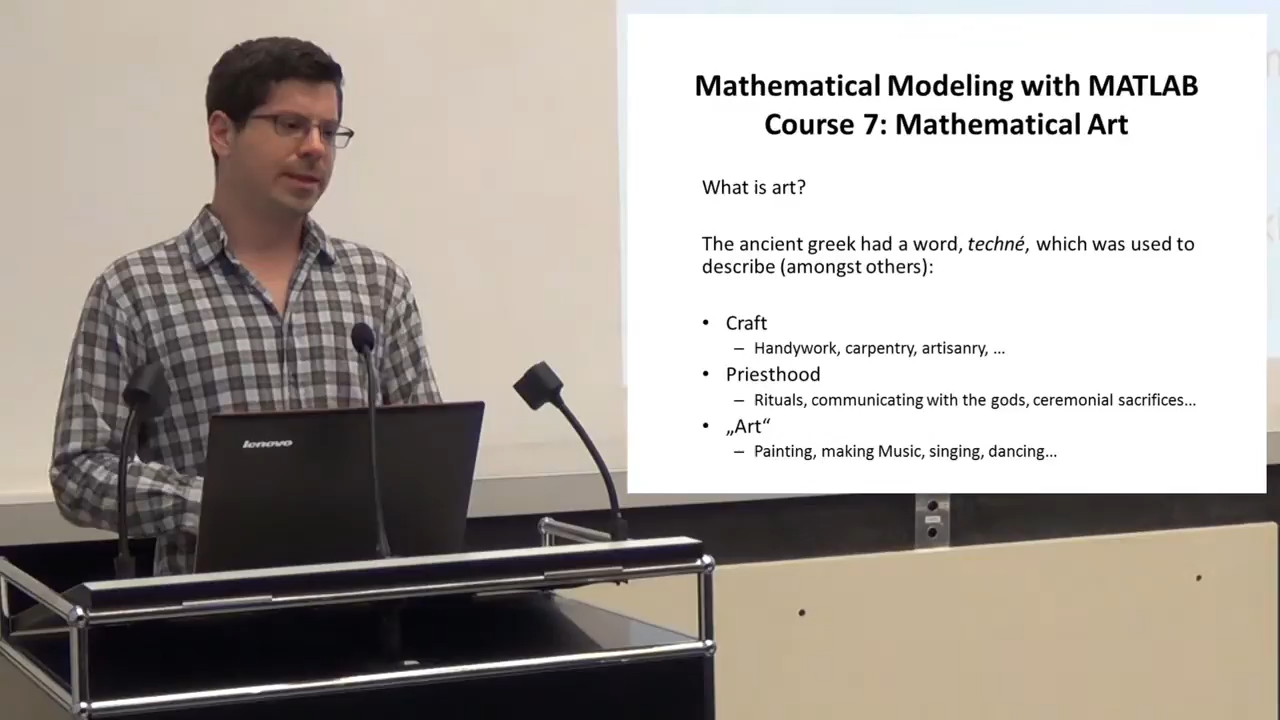 Mathematical Modeling with MATLAB
Course 7: Mathematical Art
What is art?
The ancient greek had a word, techné, which was used to
describe (amongst others):
• Craft
– Handywork, carpentry, artisanry, ...
• Priesthood
– Rituals, communicating with the gods, ceremonial sacrifices...
• „Art“
– Painting, making Music, singing, dancing...
lenovo